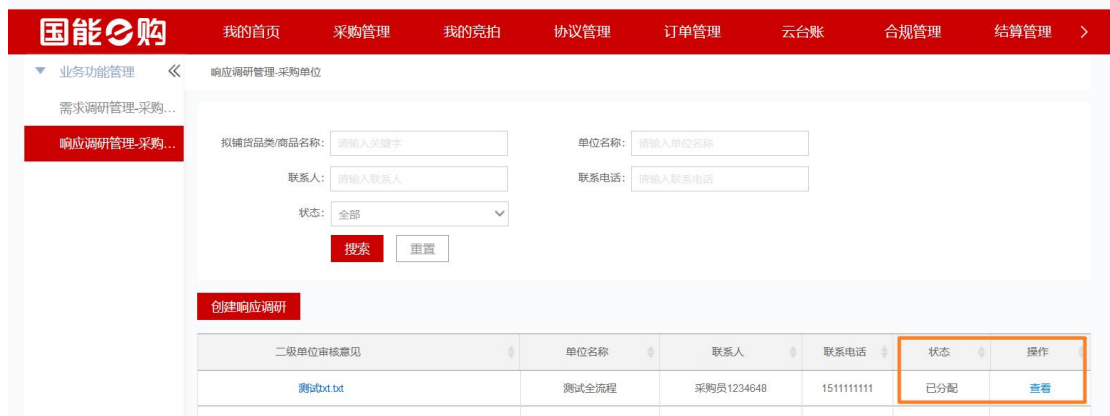 国能e购 我的首页 采购管理 我的竞拍 协议管理 订单管理 云台账 合规管理 结算管理 >
业务功能管理 响应调研管理-采购单位
需求调研管理-采购...
响应调研管理-采购... 拟铺货品类/商品名称: 请输入关键字 单位名称: 请输入单位名称
联系人: 请输入联系人 联系电话: 请输入联系电话
状态: 全部
搜索 重置
创建响应调研
二级单位审核意见 单位名称 联系人 联系电话 状态 操作
测试txt.txt 测试全流程 采购员1234648 1511111111 已分配 查看